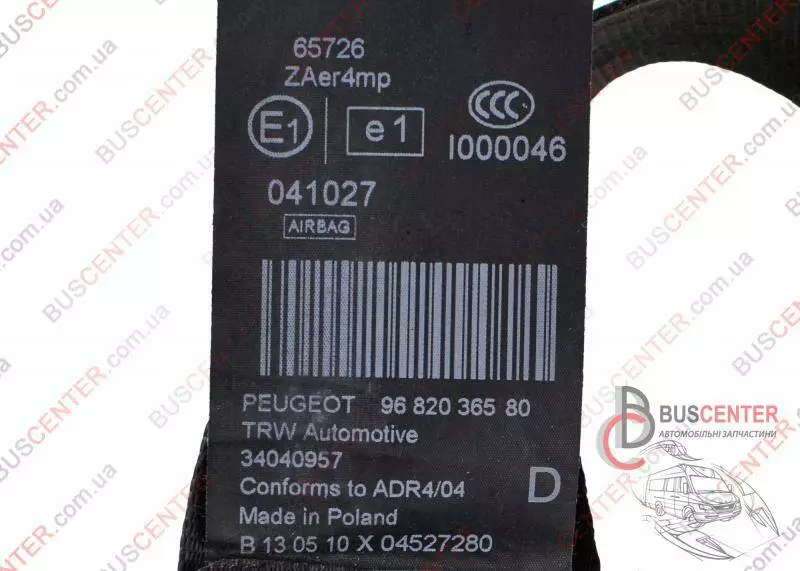 65726
ZAer4mp
E1
e1
CCC
I000046
041027
AIRBAG
PEUGEOT 96 820 365 80
TRW Automotive
34040957
Conforms to ADR4/04
D
Made in Poland
B 13 05 10 X 04527280
BUSCENTER
АВТОМОБІЛЬНІ ЗАПЧАСТИНИ
BUSCENTER.com.ua